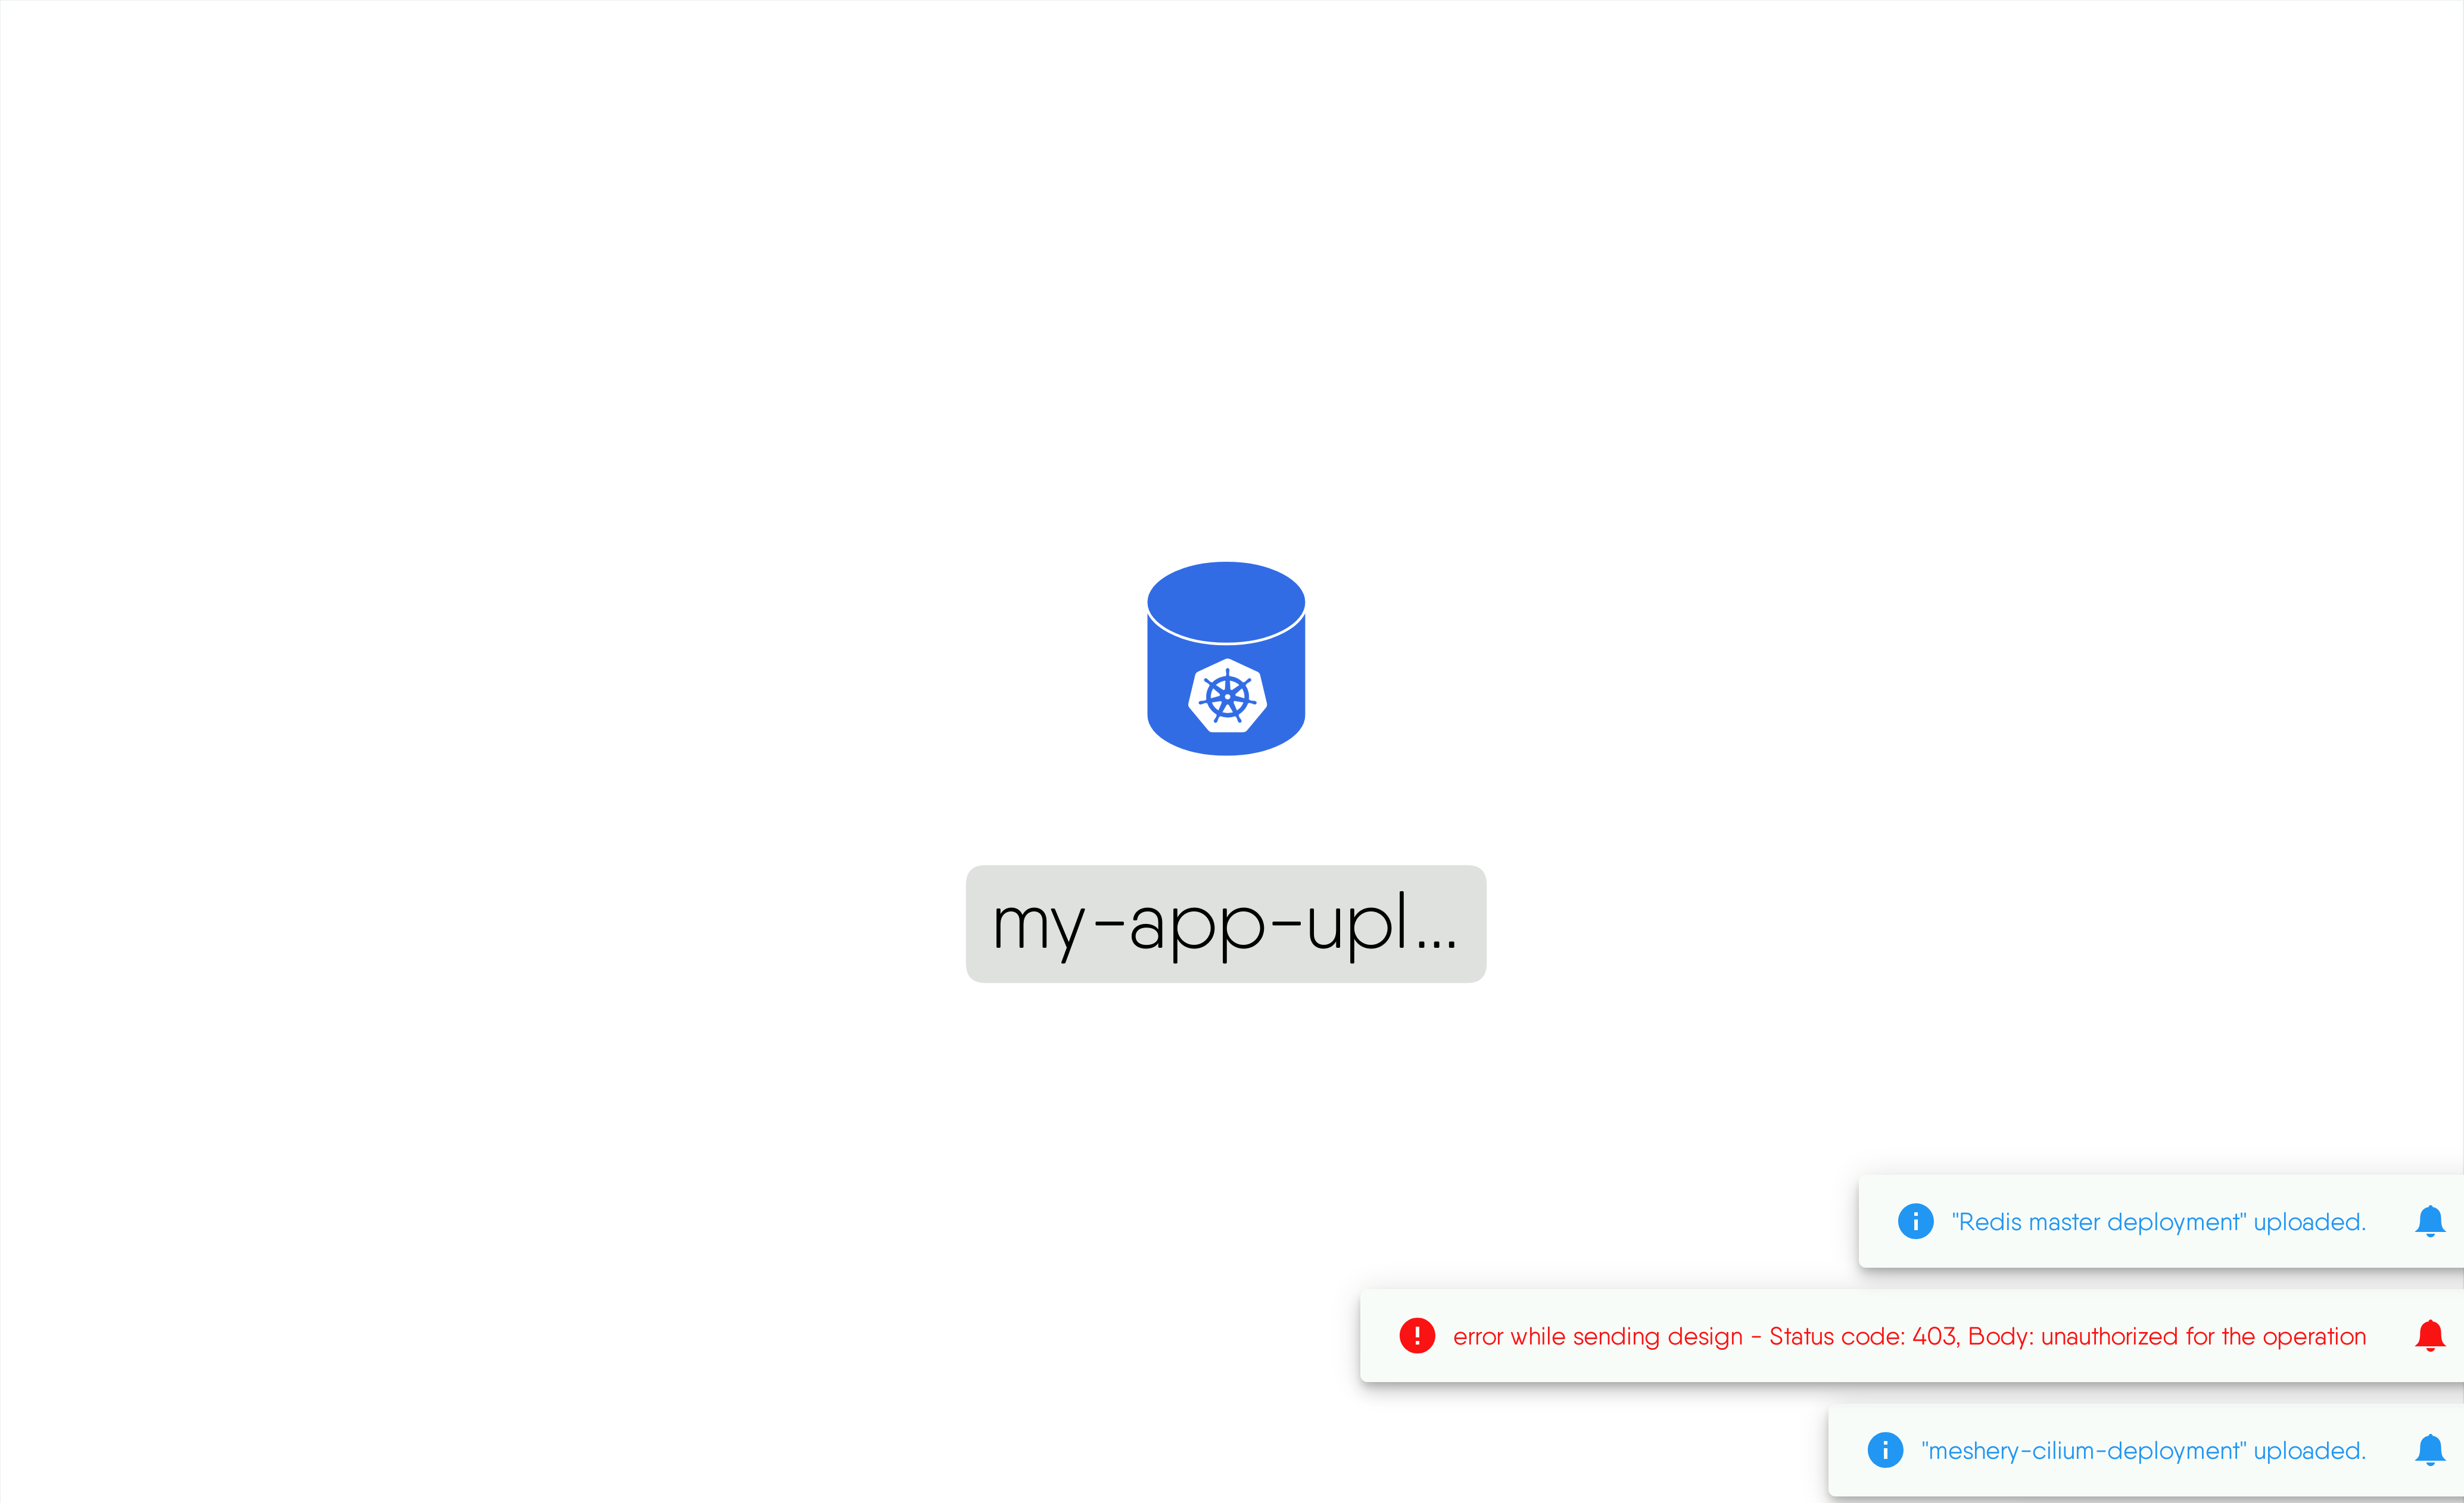 my-app-upl...
"Redis master deployment" uploaded.
error while sending design - Status code: 403, Body: unauthorized for the operation
"meshery-cilium-deployment" uploaded.